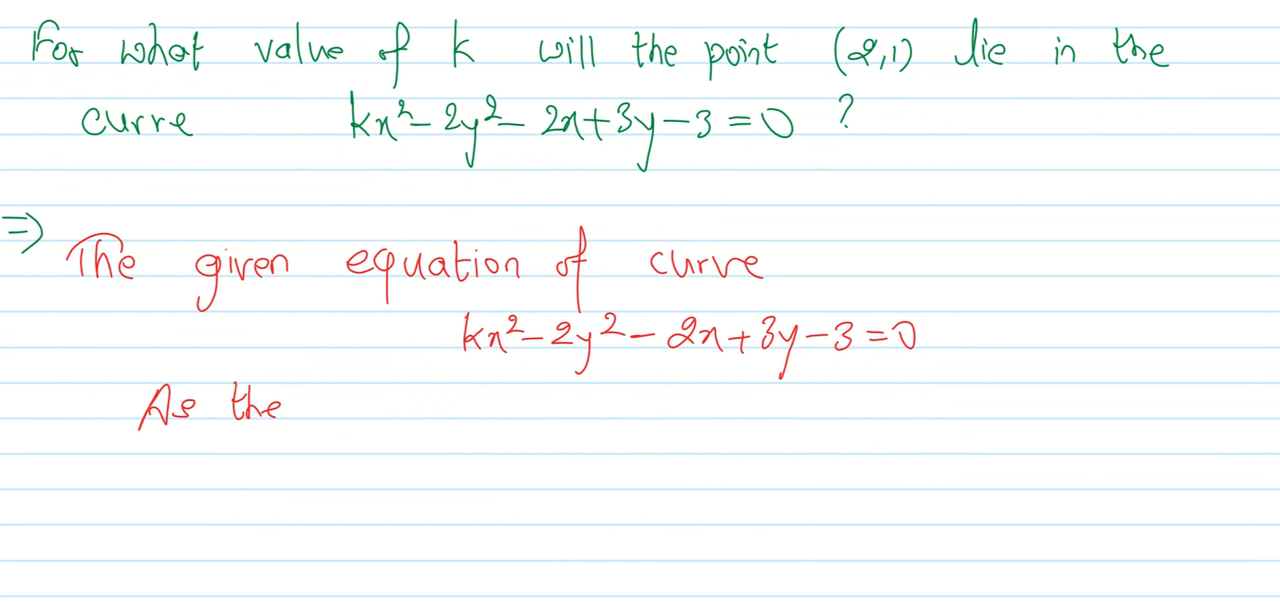 For what value of k will the point (2,1) lie in the
curve kx²-2y²-2x+3y-3=0 ?
⇒ The given equation of curve
kx²-2y²-2x+3y-3=0
As the